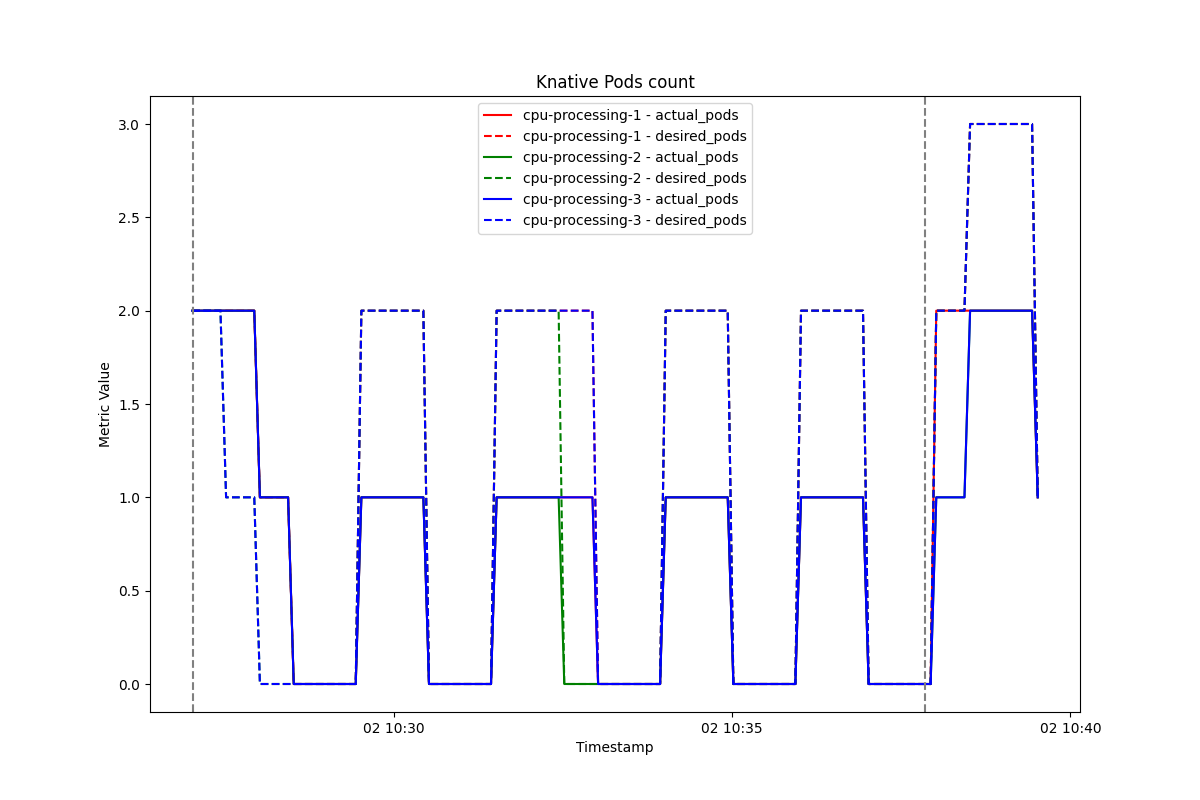 Knative Pods count
cpu-processing-1 - actual_pods
cpu-processing-1 - desired_pods
cpu-processing-2 - actual_pods
cpu-processing-2 - desired_pods
cpu-processing-3 - actual_pods
cpu-processing-3 - desired_pods
3.0
2.5
2.0
1.5
1.0
0.5
0.0
Metric Value
02 10:30
02 10:35
02 10:40
Timestamp